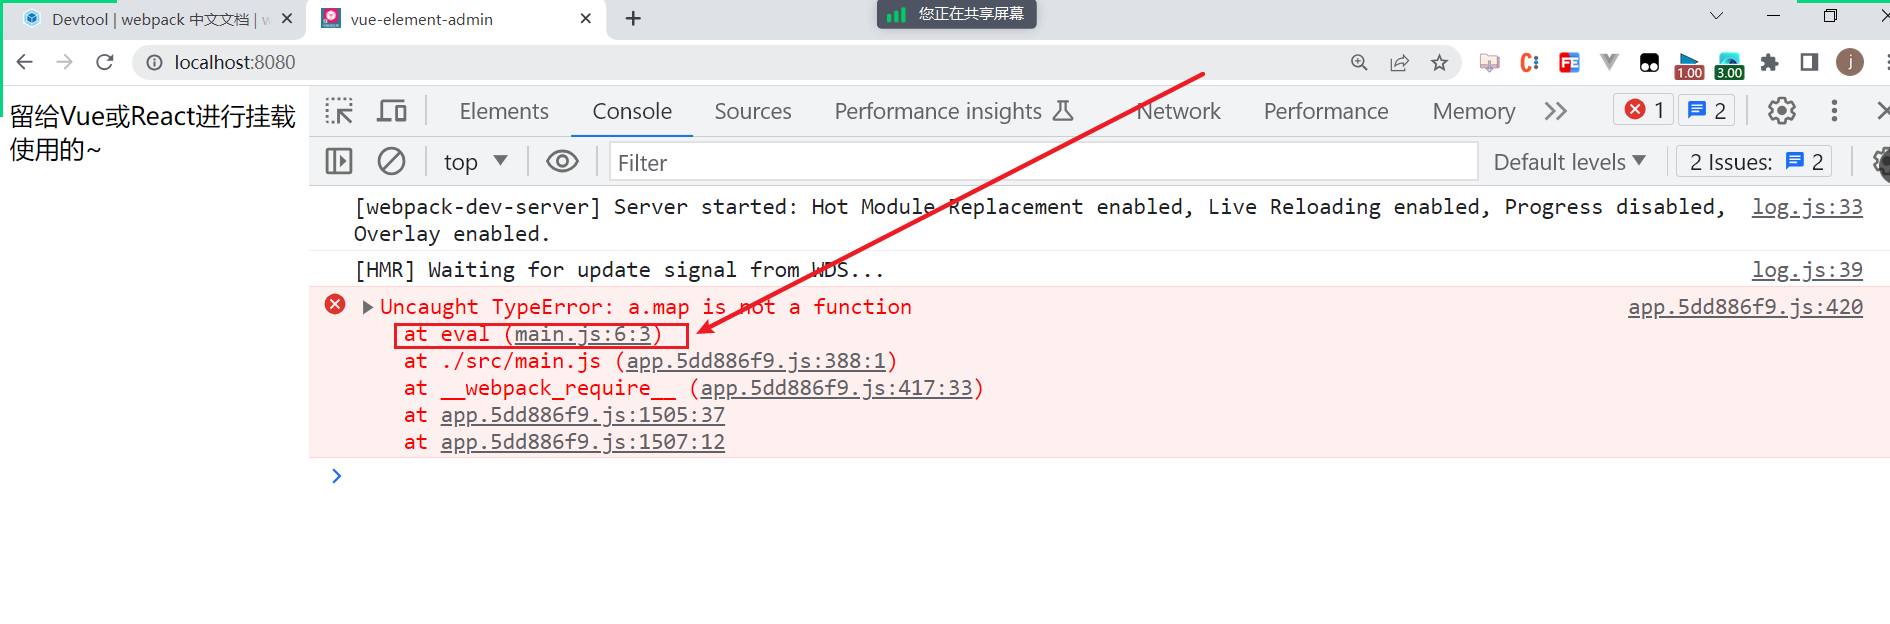 Devtool | webpack 中文文档 |
vue-element-admin
您正在共享屏幕
localhost:8080
1.00
3.00
j
留给Vue或React进行挂载
使用的~
Elements Console Sources Performance insights Network Performance Memory
1 2
top
Filter
Default levels
2 Issues: 2
[webpack-dev-server] Server started: Hot Module Replacement enabled, Live Reloading enabled, Progress disabled, log.js:33
Overlay enabled.
[HMR] Waiting for update signal from WDS... log.js:39
Uncaught TypeError: a.map is not a function app.5dd886f9.js:420
at eval (main.js:6:3)
at ./src/main.js (app.5dd886f9.js:388:1)
at __webpack_require__ (app.5dd886f9.js:417:33)
at app.5dd886f9.js:1505:37
at app.5dd886f9.js:1507:12